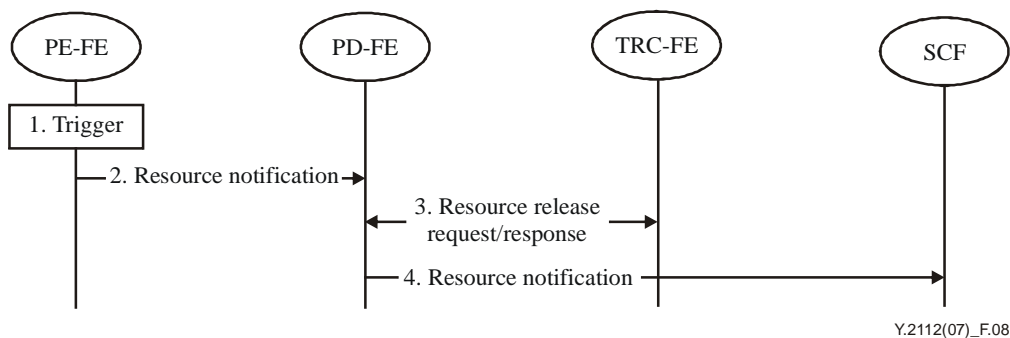 PE-FE
PD-FE
TRC-FE
SCF
1. Trigger
2. Resource notification
3. Resource release
request/response
4. Resource notification
Y.2112(07)_F.08